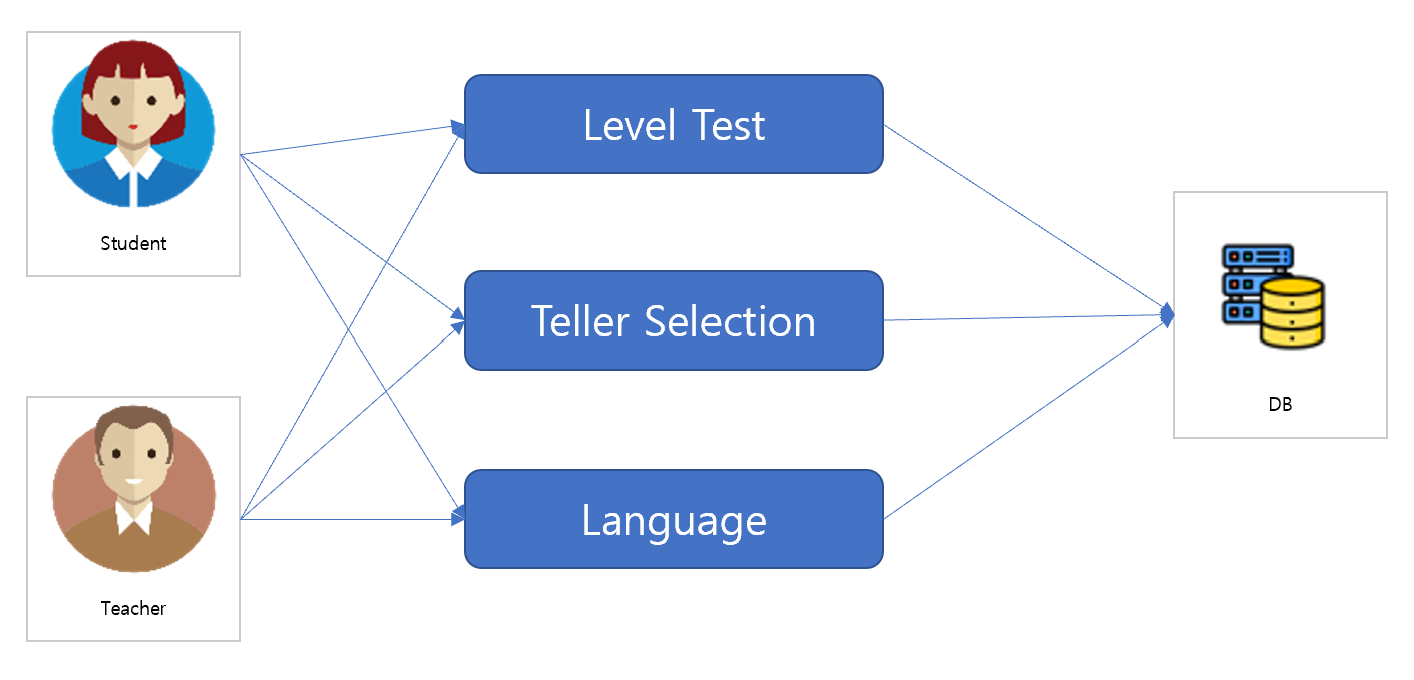 Student
Level Test
Teller Selection
DB
Language
Teacher